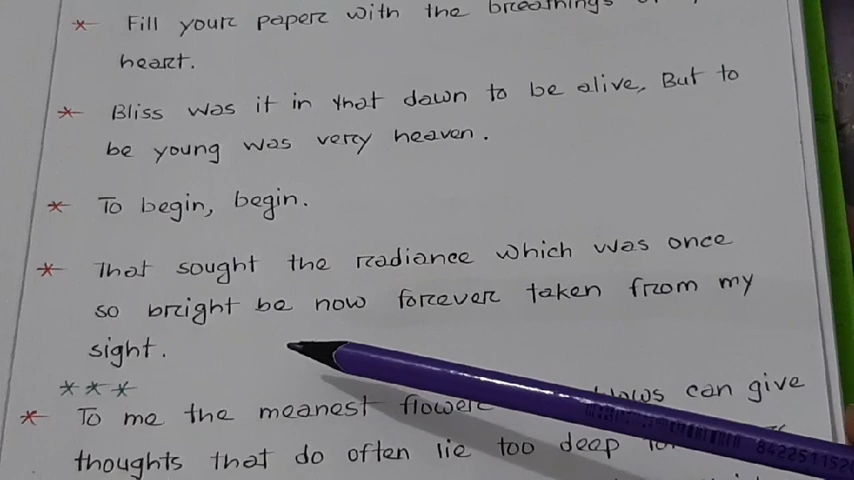 * Fill your paper with the breathings
heart.
* Bliss was it in that dawn to be alive. But to
be young was very heaven.
* To begin, begin.
* That sought the radiance which was once
so bright be now forever taken from my
sight.
***
* To me the meanest flower can give
thoughts that do often lie too deep